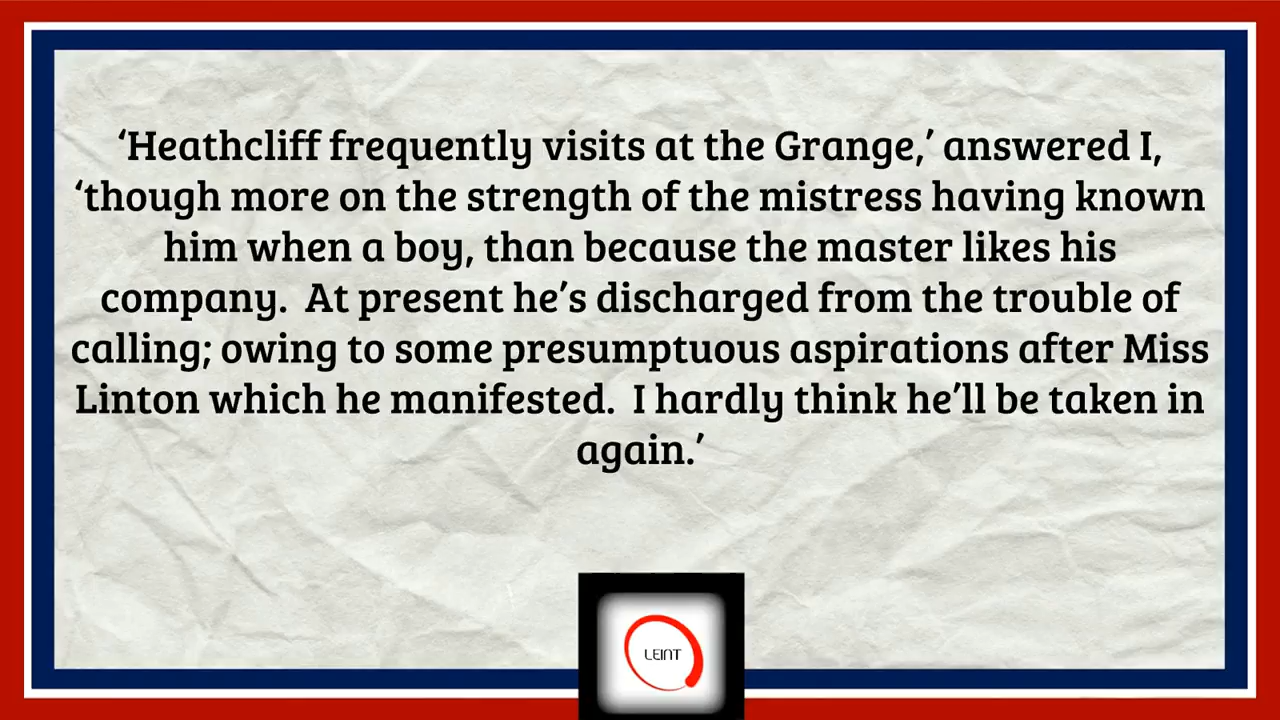 ‘Heathcliff frequently visits at the Grange,’ answered I,
‘though more on the strength of the mistress having known
him when a boy, than because the master likes his
company.  At present he’s discharged from the trouble of
calling; owing to some presumptuous aspirations after Miss
Linton which he manifested.  I hardly think he’ll be taken in
again.’
LEINT